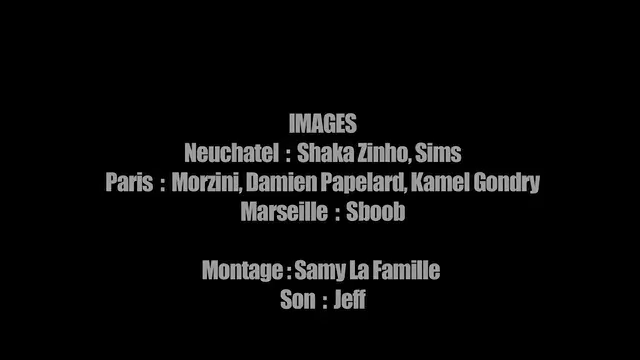 IMAGES
Neuchatel : Shaka Zinho, Sims
Paris : Morzini, Damien Papelard, Kamel Gondry
Marseille : Sboob
Montage : Samy La Famille
Son : Jeff